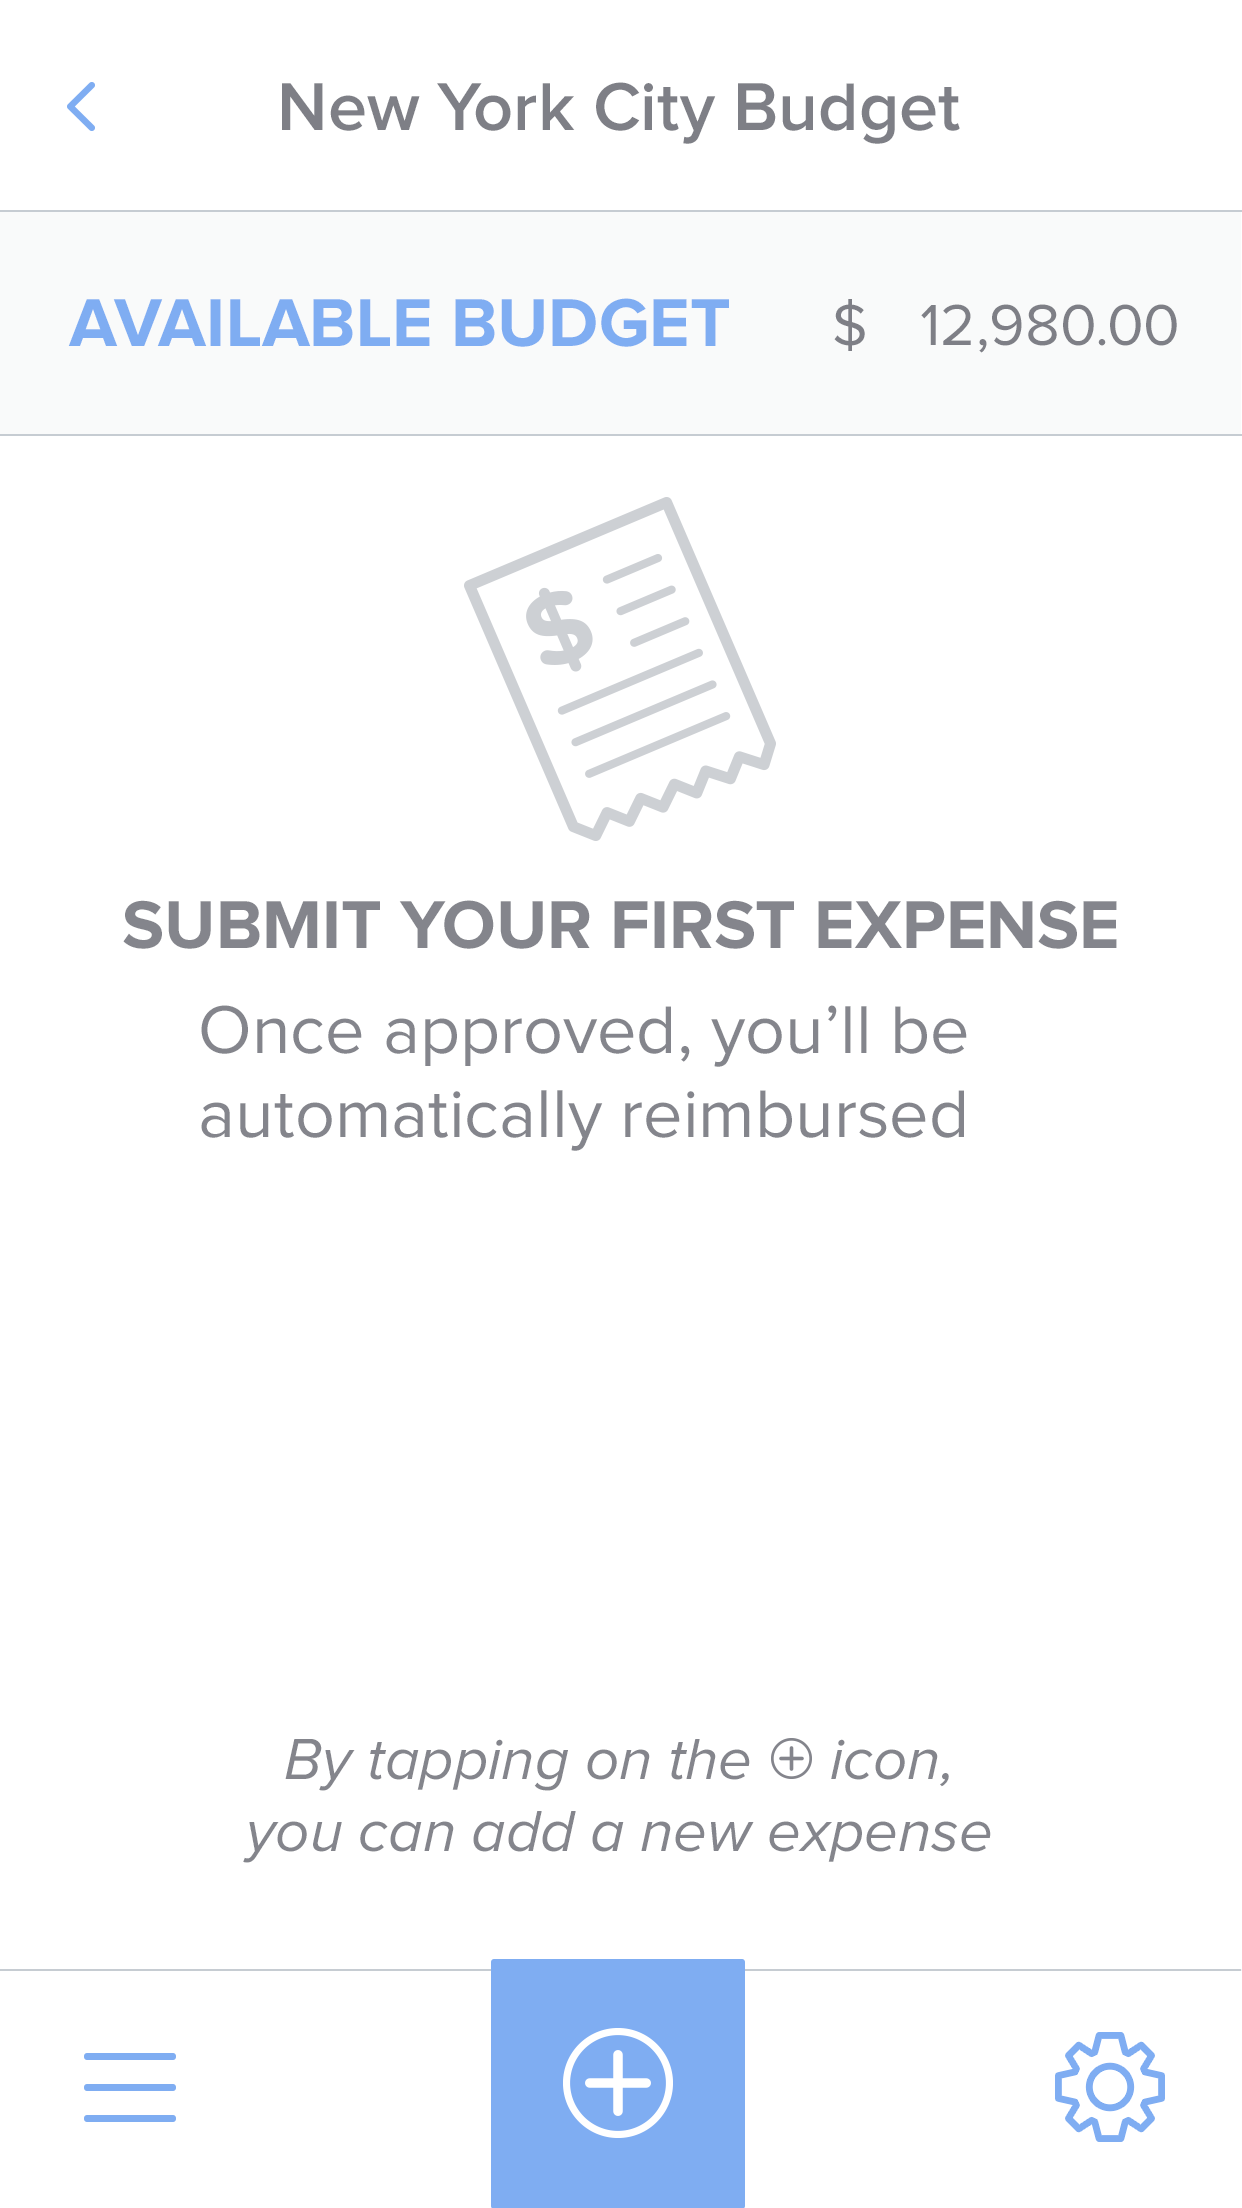 New York City Budget
AVAILABLE BUDGET $ 12,980.00
$
SUBMIT YOUR FIRST EXPENSE
Once approved, you’ll be
automatically reimbursed
By tapping on the ⊕ icon,
you can add a new expense